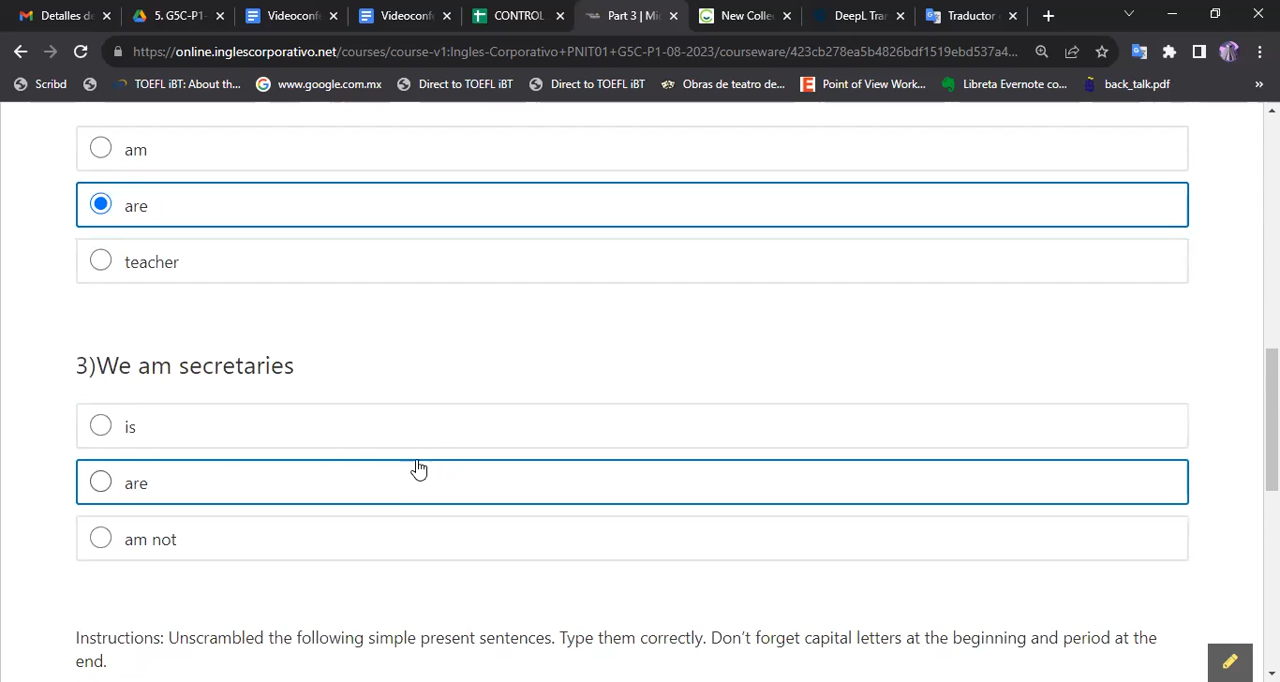 Detalles de
5. G5C-P1-
Videoconfe
Videoconfe
CONTROL
Part 3 | Mi
New Collec
DeepL Tran
Traductor
https://online.inglescorporativo.net/courses/course-v1:Ingles-Corporativo+PNIT01+G5C-P1-08-2023/courseware/423cb278ea5b4826bdf1519ebd537a4...
Scribd
TOEFL iBT: About th...
www.google.com.mx
Direct to TOEFL iBT
Direct to TOEFL iBT
Obras de teatro de...
Point of View Work...
Libreta Evernote co...
back_talk.pdf
»
am
are
teacher
3)We am secretaries
is
are
am not
Instructions: Unscrambled the following simple present sentences. Type them correctly. Don't forget capital letters at the beginning and period at the
end.